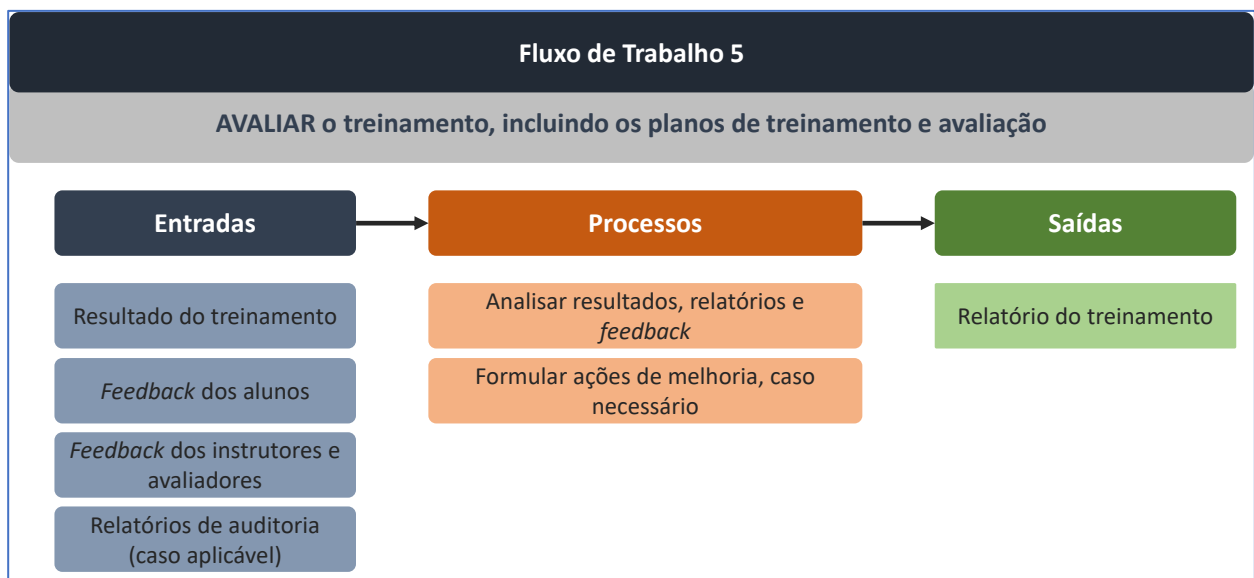 Fluxo de Trabalho 5
AVALIAR o treinamento, incluindo os planos de treinamento e avaliação
Entradas
Processos
Saídas
Resultado do treinamento
Feedback dos alunos
Feedback dos instrutores e
avaliadores
Relatórios de auditoria
(caso aplicável)
Analisar resultados, relatórios e
feedback
Formular ações de melhoria, caso
necessário
Relatório do treinamento